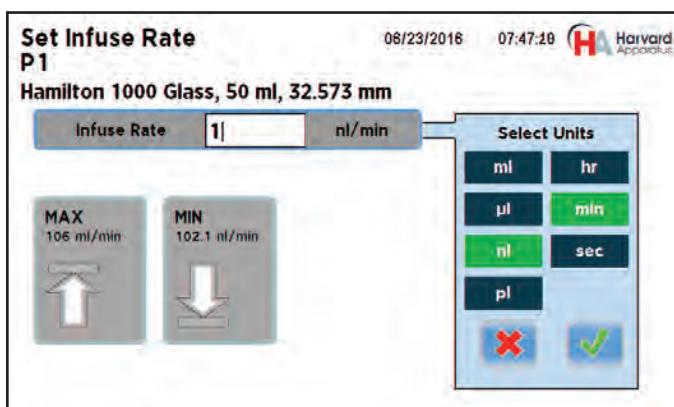 Set Infuse Rate 06/23/2016 07:47:19 HA Harvard Apparatus
P1
Hamilton 1000 Glass, 50 ml, 32.573 mm
Infuse Rate 1 nl/min
Select Units
ml hr
µl min
nl sec
pl
MAX
106 ml/min
MIN
102.1 nl/min